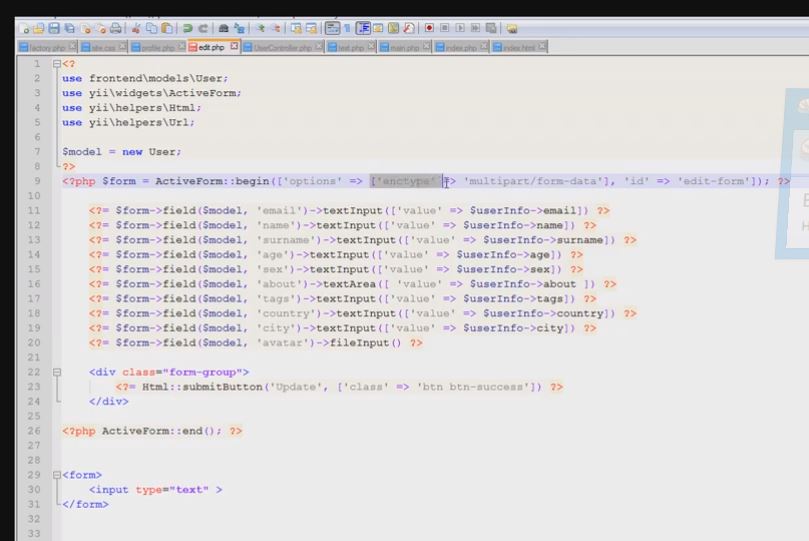 factory.php site.css profile.php edit.php UserController.php test.php main.php index.php index.html
1 <?
2 use frontend\models\User;
3 use yii\widgets\ActiveForm;
4 use yii\helpers\Html;
5 use yii\helpers\Url;
6
7 $model = new User;
8 ?>
9 <?php $form = ActiveForm::begin(['options' => ['enctype' => 'multipart/form-data'], 'id' => 'edit-form']); ?>
10
11 <?= $form->field($model, 'email')->textInput(['value' => $userInfo->email]) ?>
12 <?= $form->field($model, 'name')->textInput(['value' => $userInfo->name]) ?>
13 <?= $form->field($model, 'surname')->textInput(['value' => $userInfo->surname]) ?>
14 <?= $form->field($model, 'age')->textInput(['value' => $userInfo->age]) ?>
15 <?= $form->field($model, 'sex')->textInput(['value' => $userInfo->sex]) ?>
16 <?= $form->field($model, 'about')->textArea([ 'value' => $userInfo->about ]) ?>
17 <?= $form->field($model, 'tags')->textInput(['value' => $userInfo->tags]) ?>
18 <?= $form->field($model, 'country')->textInput(['value' => $userInfo->country]) ?>
19 <?= $form->field($model, 'city')->textInput(['value' => $userInfo->city]) ?>
20 <?= $form->field($model, 'avatar')->fileInput() ?>
21
22 <div class="form-group">
23 <?= Html::submitButton('Update', ['class' => 'btn btn-success']) ?>
24 </div>
25
26 <?php ActiveForm::end(); ?>
27
28
29 <form>
30 <input type="text" >
31 </form>
32
33